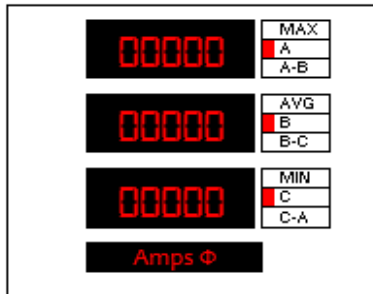 00000
MAX
A
A-B
00000
AVG
B
B-C
00000
MIN
C
C-A
Amps Φ